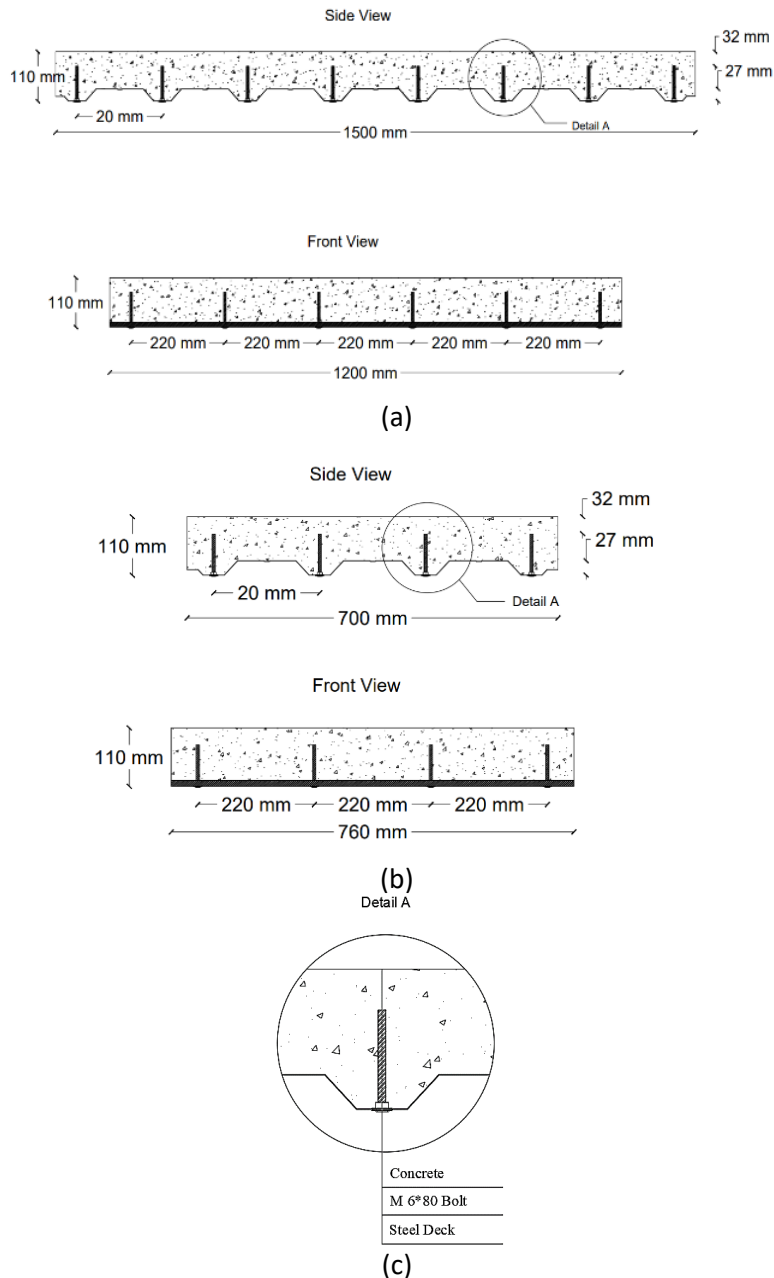 Side View
32 mm
110 mm
27 mm
20 mm
Detail A
1500 mm
Front View
110 mm
220 mm 220 mm 220 mm 220 mm 220 mm
1200 mm
(a)
Side View
32 mm
110 mm
27 mm
20 mm
Detail A
700 mm
Front View
110 mm
220 mm 220 mm 220 mm
760 mm
(b)
Detail A
Concrete
M 6*80 Bolt
Steel Deck
(c)